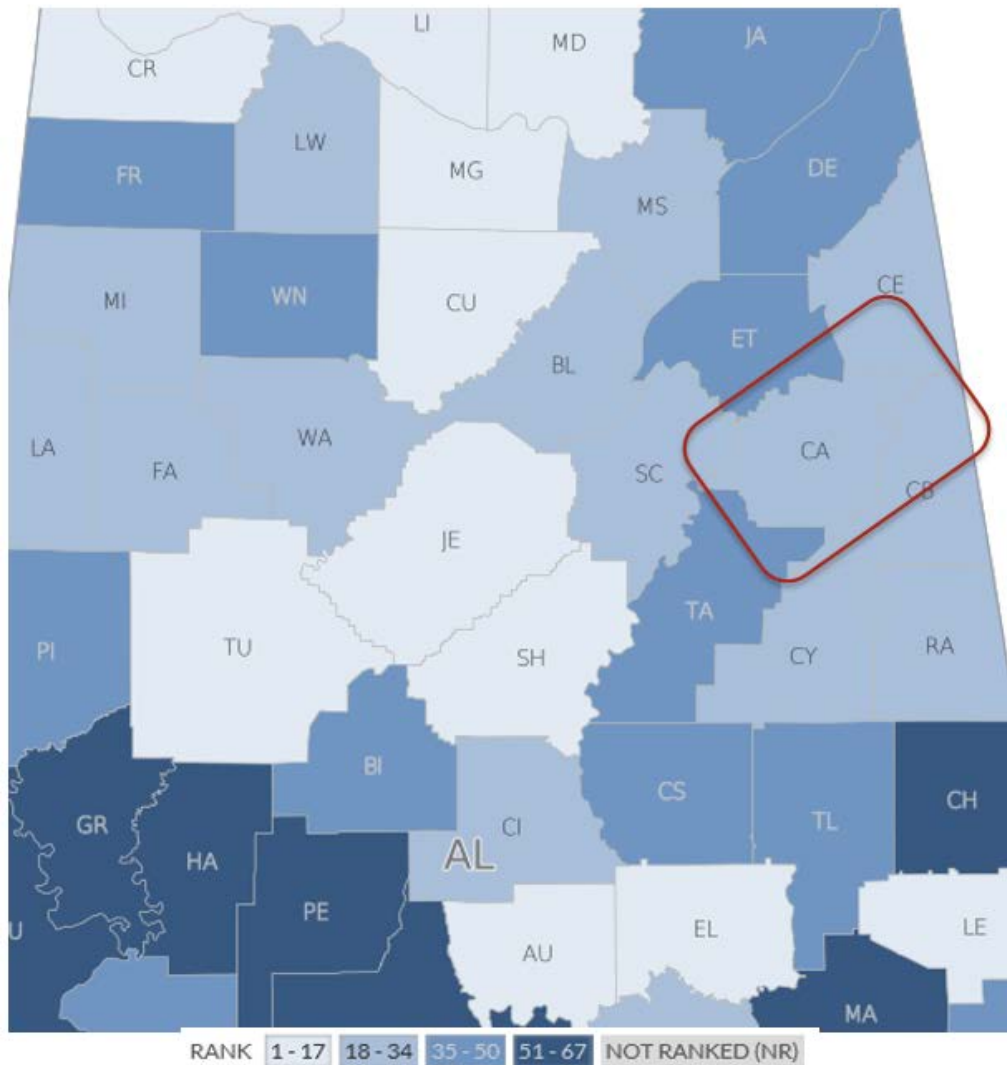 LI
MD
JA
CR
LW
MG
FR
DE
MS
CE
MI
WN
CU
ET
BL
LA
FA
WA
SC
CA
CB
JE
TU
TA
PI
SH
CY
RA
BI
CS
CH
GR
HA
CI
TL
AL
PE
U
AU
EL
LE
MA
RANK 1 - 17 18 - 34 35 - 50 51 - 67 NOT RANKED (NR)